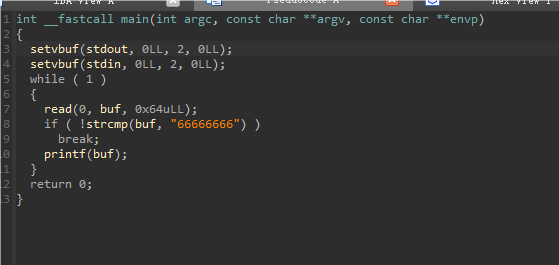 IDA View-A Pseudocode-A Hex View-1
1 int __fastcall main(int argc, const char **argv, const char **envp)
2 {
3 setvbuf(stdout, 0LL, 2, 0LL);
4 setvbuf(stdin, 0LL, 2, 0LL);
5 while ( 1 )
6 {
7 read(0, buf, 0x64uLL);
8 if ( !strcmp(buf, "66666666") )
9 break;
10 printf(buf);
11 }
12 return 0;
13 }